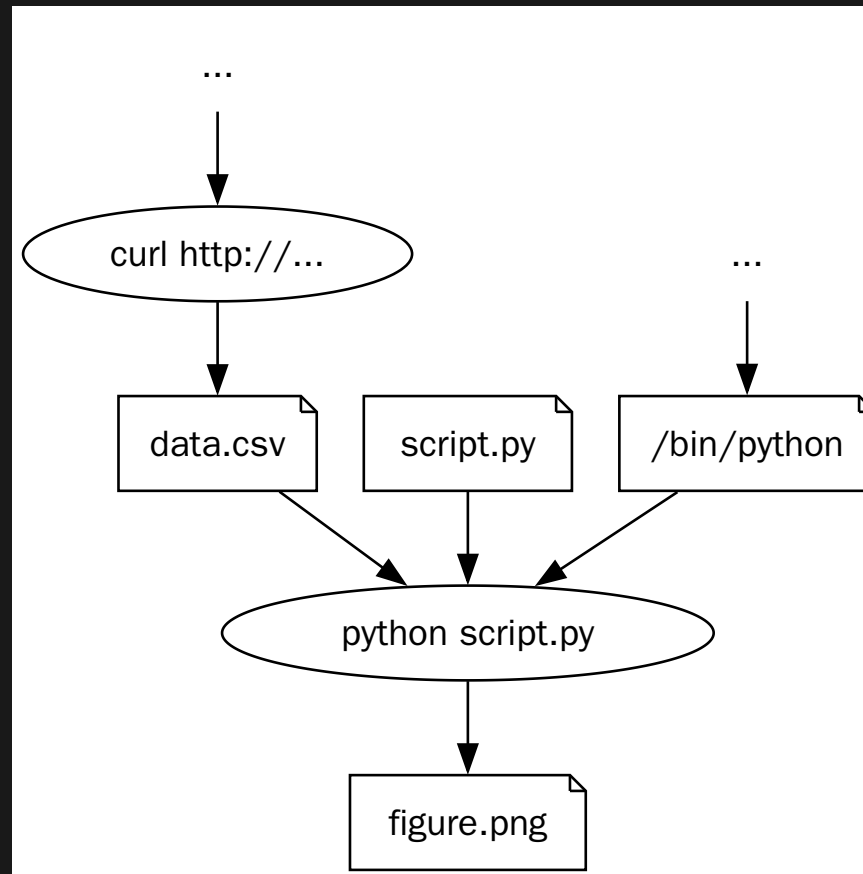 ...
curl http://...
...
data.csv
script.py
/bin/python
python script.py
figure.png